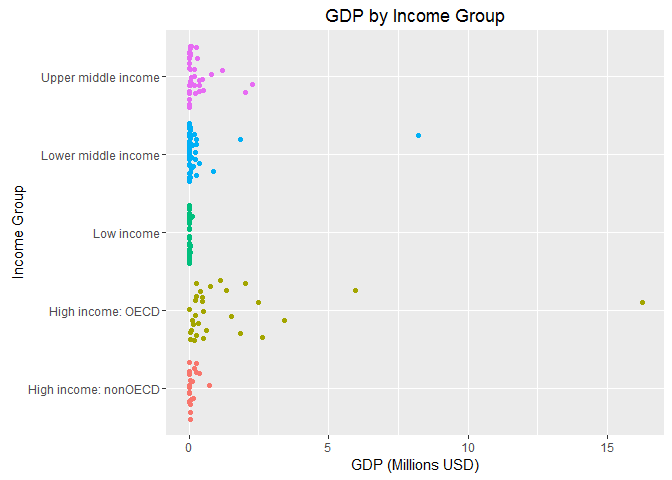 GDP by Income Group
Income Group
Upper middle income
Lower middle income
Low income
High income: OECD
High income: nonOECD
0 5 10 15
GDP (Millions USD)